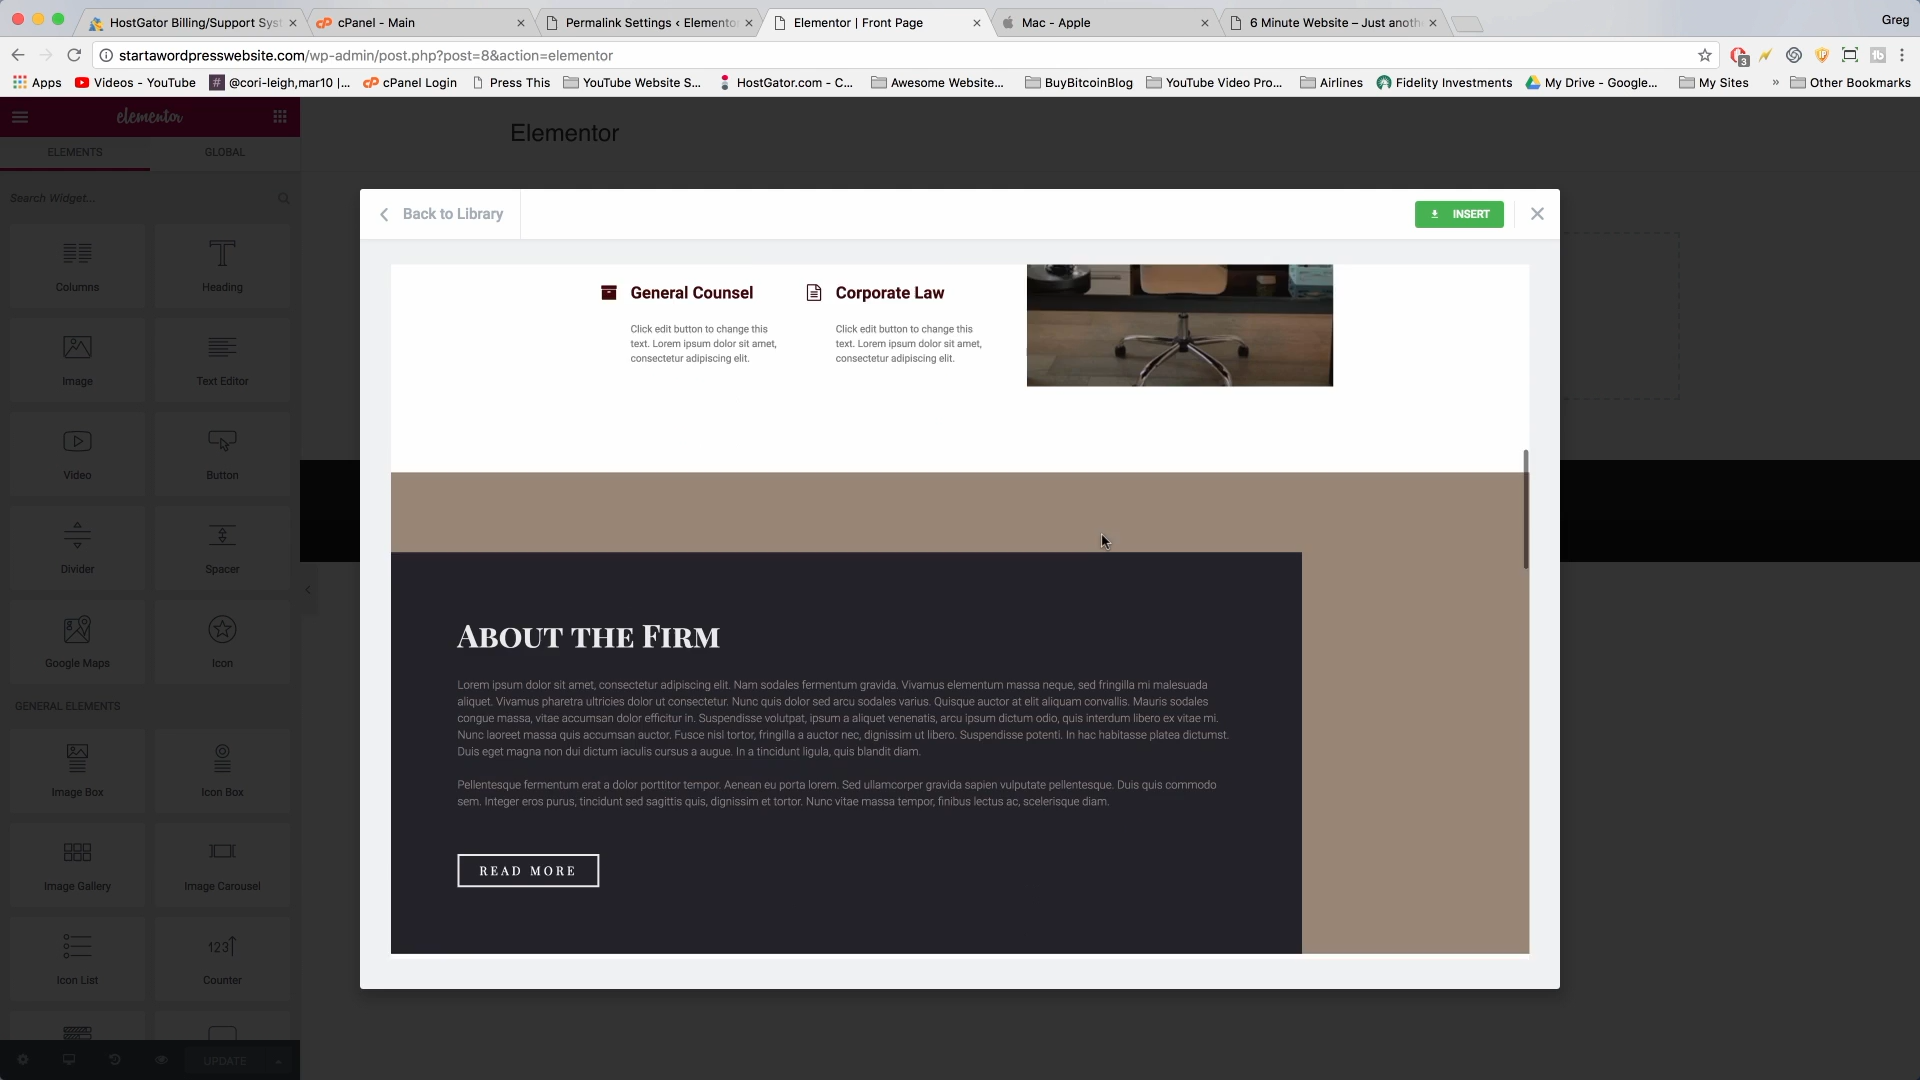 HostGator Billing/Support Syst
cPanel - Main
Permalink Settings ‹ Elementor
Elementor | Front Page
Mac - Apple
6 Minute Website – Just anoth
Greg
startawordpresswebsite.com/wp-admin/post.php?post=8&action=elementor
3
Apps
Videos - YouTube
@cori-leigh,mar10 |...
cPanel Login
Press This
YouTube Website S...
HostGator.com - C...
Awesome Website...
BuyBitcoinBlog
YouTube Video Pro...
Airlines
Fidelity Investments
My Drive - Google...
My Sites
»
Other Bookmarks
elementor
Elementor
ELEMENTS
GLOBAL
Search Widget...
Back to Library
INSERT
Columns
Heading
General Counsel
Corporate Law
Click edit button to change this
text. Lorem ipsum dolor sit amet,
consectetur adipiscing elit.
Click edit button to change this
text. Lorem ipsum dolor sit amet,
consectetur adipiscing elit.
Image
Text Editor
Video
Button
Divider
Spacer
Google Maps
Icon
GENERAL ELEMENTS
About the Firm
Lorem ipsum dolor sit amet, consectetur adipiscing elit. Nam sodales fermentum gravida. Vivamus elementum massa neque, sed fringilla mi malesuada
aliquet. Vivamus pharetra ultricies dolor ut consectetur. Nunc quis dolor sed arcu sodales varius. Quisque auctor at elit aliquam convallis. Mauris sodales
congue massa, vitae accumsan dolor efficitur in. Suspendisse volutpat, ipsum a aliquet venenatis, arcu ipsum dictum odio, quis interdum libero ex vitae mi.
Nunc laoreet massa quis accumsan auctor. Fusce nisl tortor, fringilla a auctor nec, dignissim ut libero. Suspendisse potenti. In hac habitasse platea dictumst.
Duis eget magna non dui dictum iaculis cursus a augue. In a tincidunt ligula, quis blandit diam.
Pellentesque fermentum erat a dolor porttitor tempor. Aenean eu porta lorem. Sed ullamcorper gravida sapien vulputate pellentesque. Duis quis commodo
sem. Integer eros purus, tincidunt sed sagittis quis, dignissim et tortor. Nunc vitae massa tempor, finibus lectus ac, scelerisque diam.
READ MORE
Image Box
Icon Box
Image Gallery
Image Carousel
123
Icon List
Counter
UPDATE